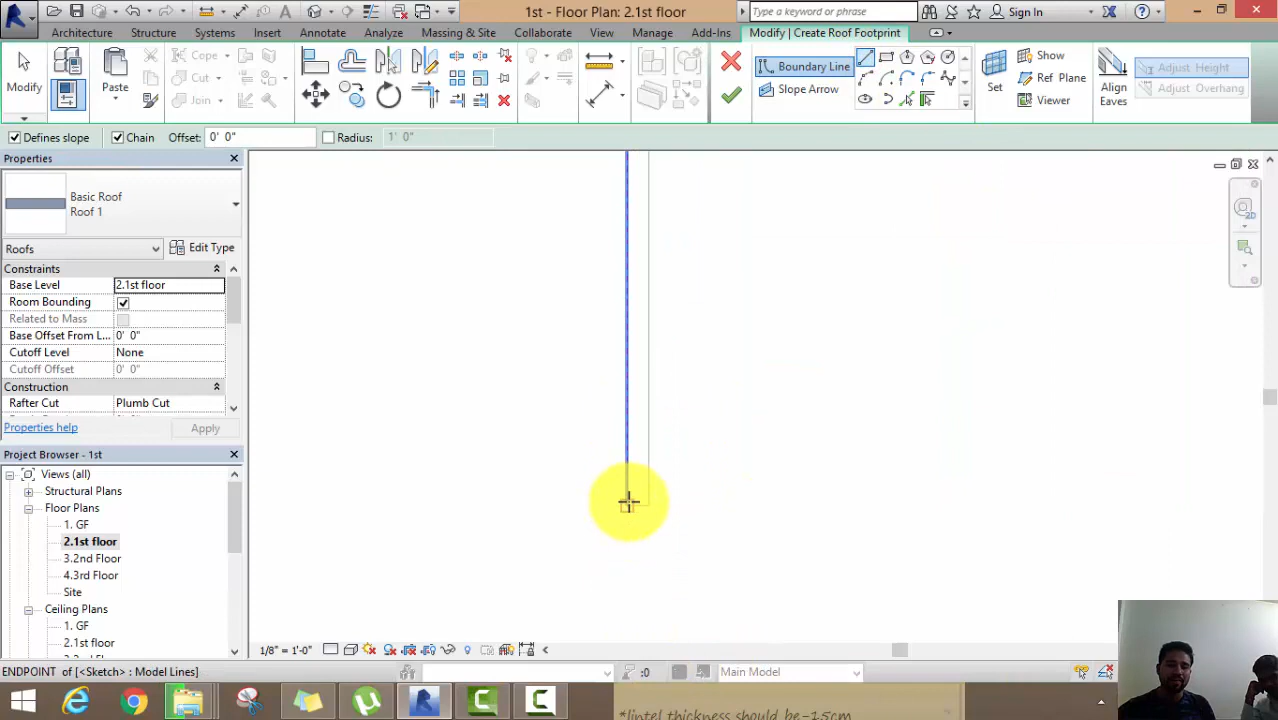 1st - Floor Plan: 2.1st floor
Type a keyword or phrase
Sign In
Architecture
Structure
Systems
Insert
Annotate
Analyze
Massing & Site
Collaborate
View
Manage
Add-Ins
Modify | Create Roof Footprint
Modify
Paste
Cope
Cut
Join
Boundary Line
Slope Arrow
Set
Show
Ref Plane
Viewer
Align
Eaves
Adjust Height
Adjust Overhang
Defines slope
Chain
Offset: 0' 0"
Radius: 1' 0"
Properties
Basic Roof
Roof 1
Roofs
Edit Type
Constraints
Base Level 2.1st floor
Room Bounding
Related to Mass
Base Offset From L... 0' 0"
Cutoff Level None
Cutoff Offset 0' 0"
Construction
Rafter Cut Plumb Cut
Properties help
Apply
Project Browser - 1st
Views (all)
Structural Plans
Floor Plans
1. GF
2.1st floor
3.2nd Floor
4.3rd Floor
Site
Ceiling Plans
1. GF
2.1st floor
1/8" = 1'-0"
ENDPOINT of [<Sketch> : Model Lines]
:0
Main Model
*lintel thickness should be-15cm